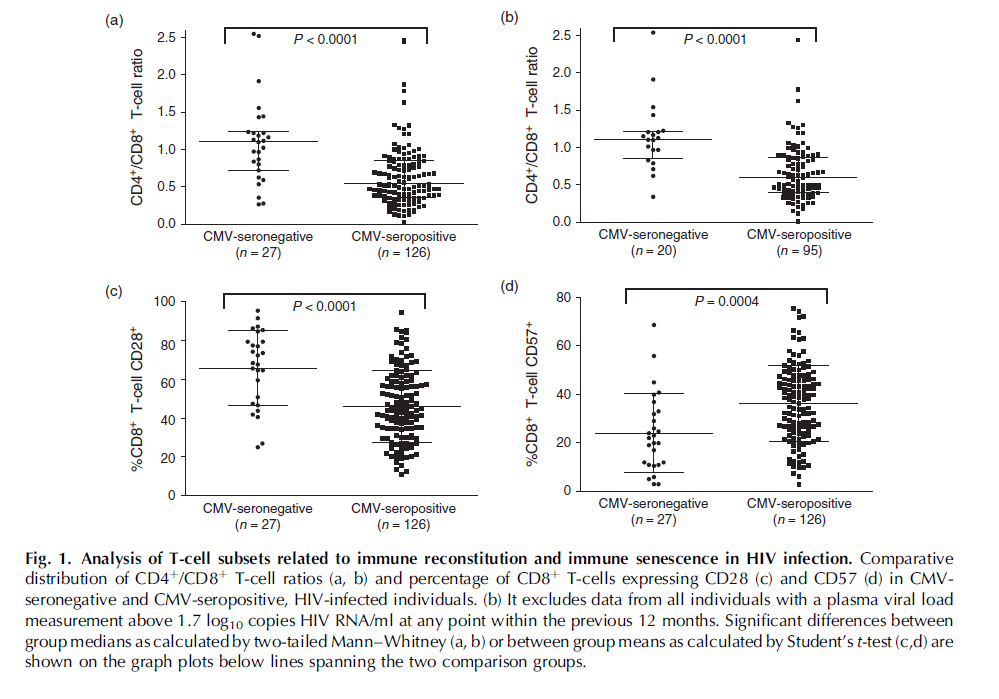 (a)
P < 0.0001
CD4+/CD8+ T-cell ratio
2.5
2.0
1.5
1.0
0.5
0.0
CMV-seronegative
(n = 27)
CMV-seropositive
(n = 126)
(b)
P < 0.0001
CD4+/CD8+ T-cell ratio
2.5
2.0
1.5
1.0
0.5
0.0
CMV-seronegative
(n = 20)
CMV-seropositive
(n = 95)
(c)
P < 0.0001
%CD8+ T-cell CD28+
100
80
60
40
20
0
CMV-seronegative
(n = 27)
CMV-seropositive
(n = 126)
(d)
P = 0.0004
%CD8+ T-cell CD57+
80
60
40
20
0
CMV-seronegative
(n = 27)
CMV-seropositive
(n = 126)
Fig. 1. Analysis of T-cell subsets related to immune reconstitution and immune senescence in HIV infection. Comparative
distribution of CD4+/CD8+ T-cell ratios (a, b) and percentage of CD8+ T-cells expressing CD28 (c) and CD57 (d) in CMV-
seronegative and CMV-seropositive, HIV-infected individuals. (b) It excludes data from all individuals with a plasma viral load
measurement above 1.7 log10 copies HIV RNA/ml at any point within the previous 12 months. Significant differences between
group medians as calculated by two-tailed Mann–Whitney (a, b) or between group means as calculated by Student's t-test (c,d) are
shown on the graph plots below lines spanning the two comparison groups.